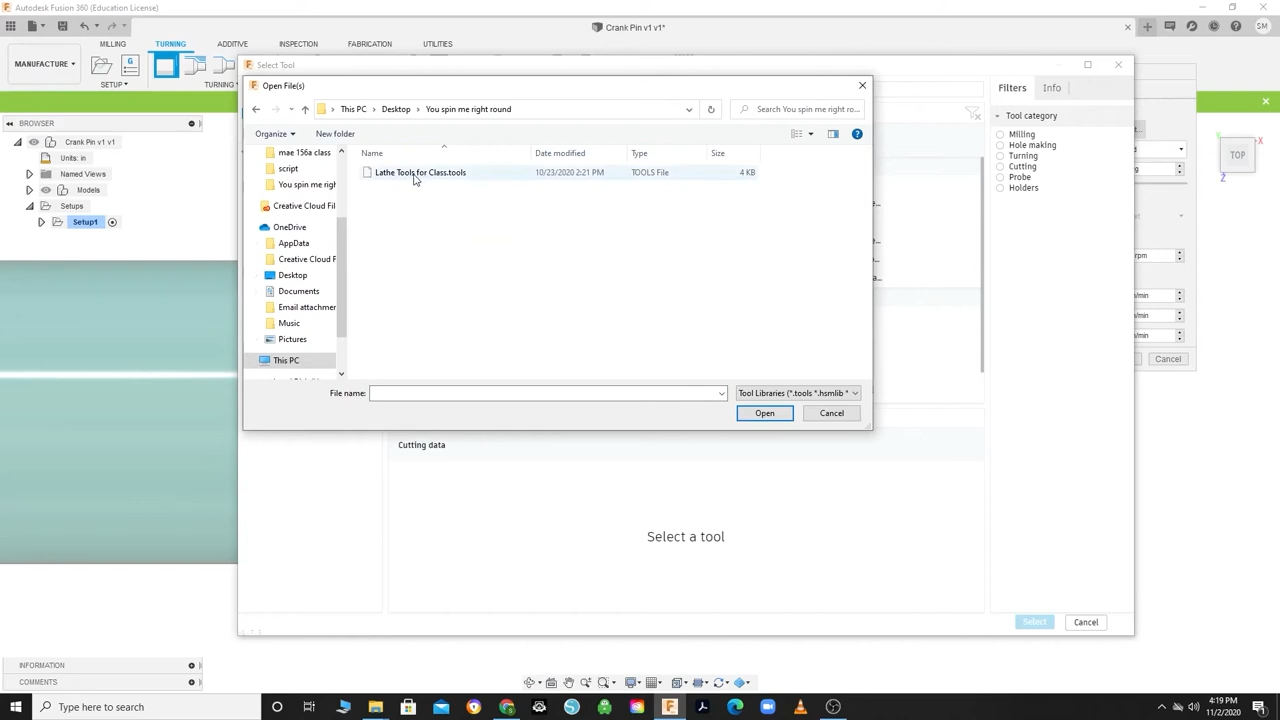 Autodesk Fusion 360 (Education License)
Crank Pin v1 v1*
SM
MILLING TURNING ADDITIVE INSPECTION FABRICATION UTILITIES
MANUFACTURE
SETUP
TURNING
BROWSER
Crank Pin v1 v1
Units: in
Named Views
Models
Setups
Setup1
Select Tool
Filters Info
Tool category
Milling
Hole making
Turning
Cutting
Probe
Holders
TOP
Z
rpm
Cancel
Open File(s)
This PC Desktop You spin me right round
Search You spin me right ro...
Organize New folder
Name Date modified Type Size
Lathe Tools for Class.tools 10/23/2020 2:21 PM TOOLS File 4 KB
mae 156a class
script
You spin me righ
Creative Cloud Fil
OneDrive
AppData
Creative Cloud F
Desktop
Documents
Email attachme
Music
Pictures
This PC
File name:
Tool Libraries (*.tools *.hsmlib *
Open Cancel
Cutting data
Select a tool
Select Cancel
INFORMATION
COMMENTS
Type here to search
4:19 PM
11/2/2020